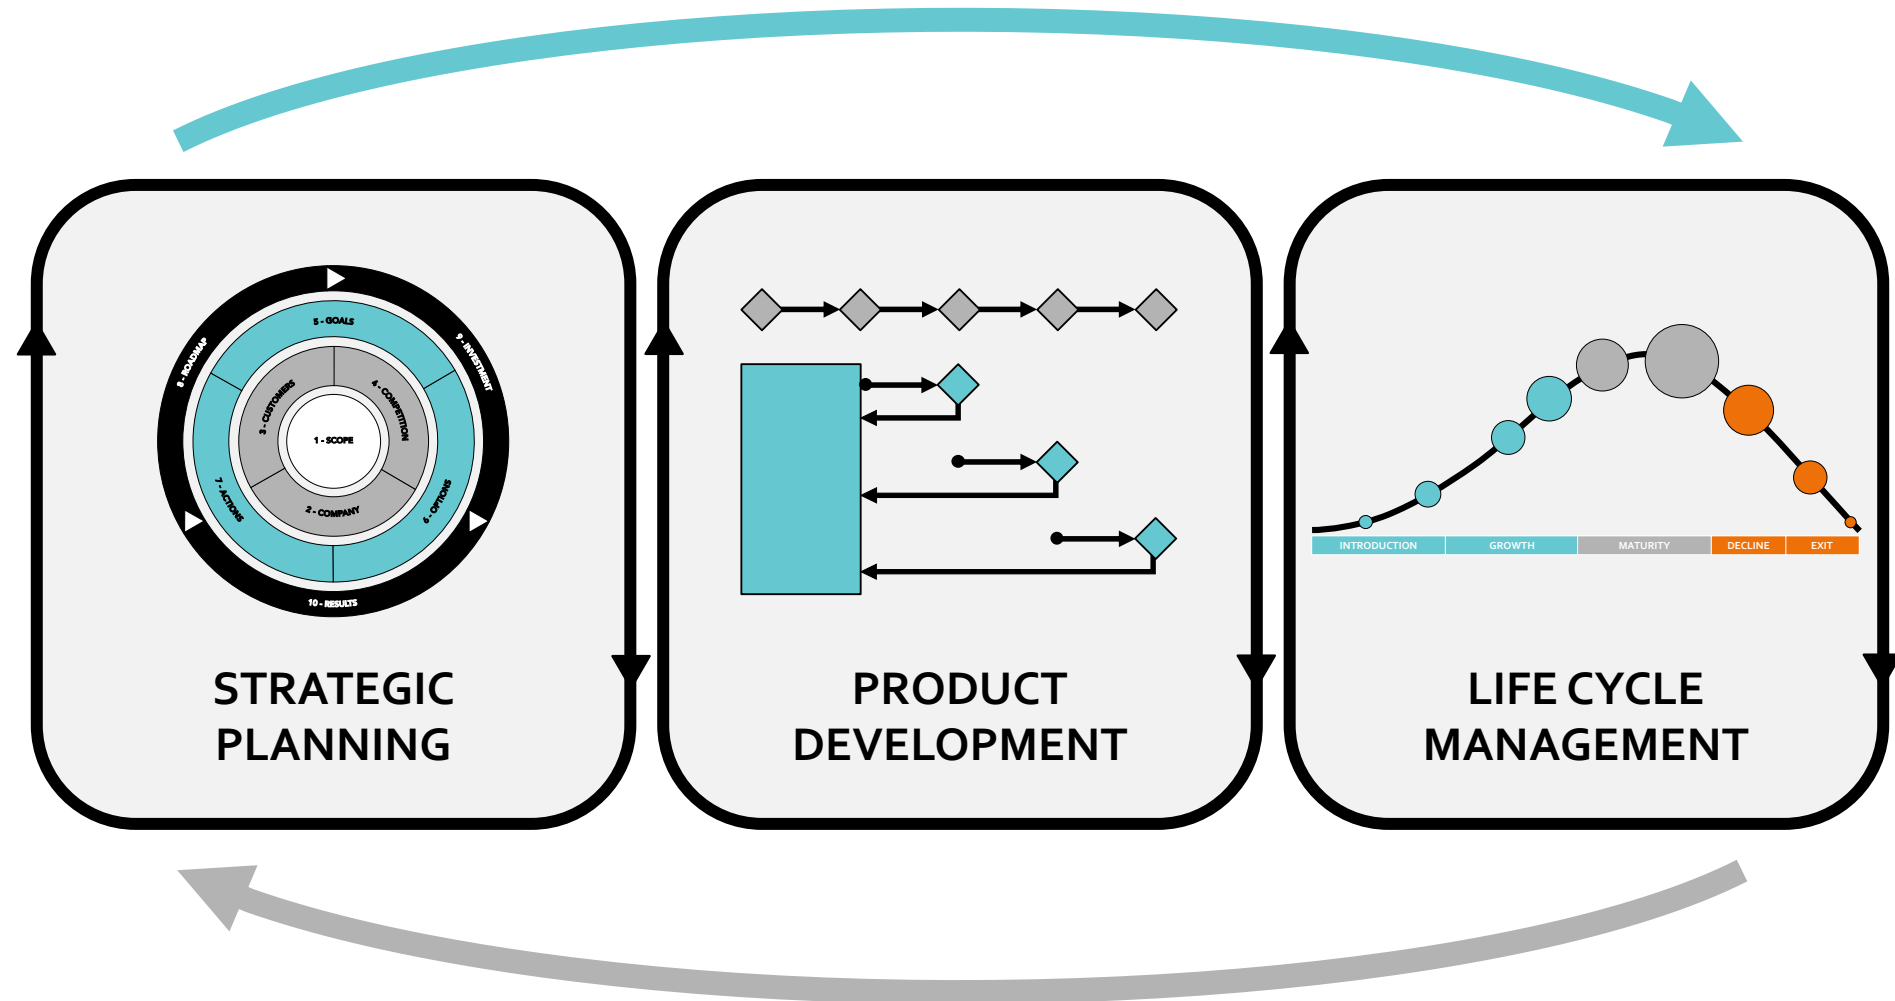 5 - GOALS
8 - ROADMAP
9 - INVESTMENT
3 - CUSTOMERS
4 - COMPETITION
1 - SCOPE
7 - ACTIONS
2 - COMPANY
6 - OPTIONS
10 - RESULTS
STRATEGIC
PLANNING
PRODUCT
DEVELOPMENT
INTRODUCTION
GROWTH
MATURITY
DECLINE
EXIT
LIFE CYCLE
MANAGEMENT